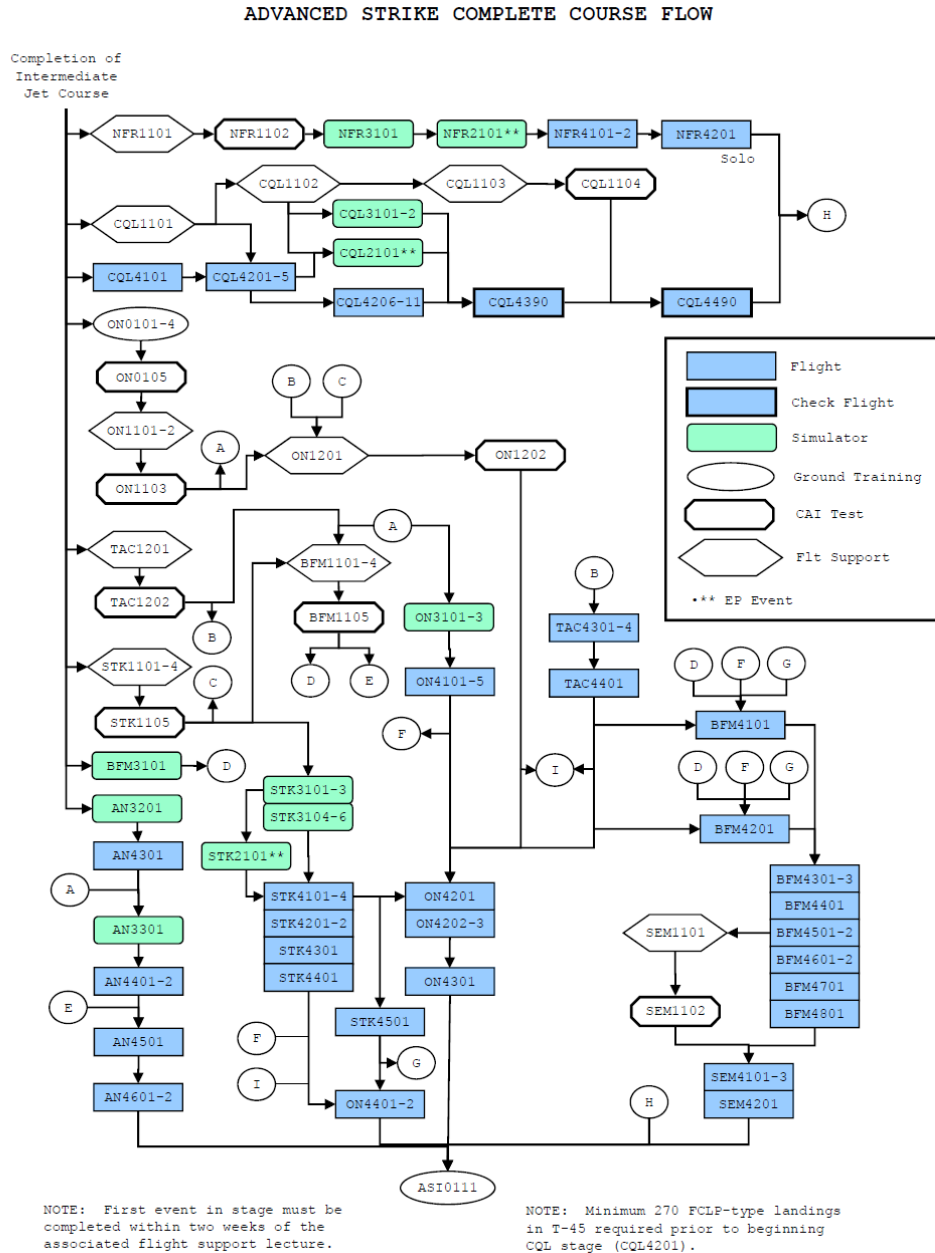 ADVANCED STRIKE COMPLETE COURSE FLOW
Completion of
Intermediate
Jet Course
NFR1101
NFR1102
NFR3101
NFR2101**
NFR4101-2
NFR4201
Solo
CQL1102
CQL1103
CQL1104
CQL1101
CQL3101-2
H
CQL2101**
CQL4101
CQL4201-5
CQL4206-11
CQL4390
CQL4490
ON0101-4
ON0105
ON1101-2
ON1103
A
B
C
ON1201
ON1202
Flight
Check Flight
Simulator
Ground Training
CAI Test
Flt Support
•** EP Event
TAC1201
TAC1202
B
A
BFM1101-4
BFM1105
D
E
ON3101-3
ON4101-5
F
B
TAC4301-4
TAC4401
STK1101-4
C
STK1105
D
F
G
BFM4101
BFM3101
D
I
D
F
G
BFM4201
AN3201
AN4301
A
AN3301
AN4401-2
E
AN4501
AN4601-2
STK3101-3
STK3104-6
STK2101**
STK4101-4
STK4201-2
STK4301
STK4401
ON4201
ON4202-3
ON4301
STK4501
F
G
I
ON4401-2
BFM4301-3
BFM4401
BFM4501-2
BFM4601-2
BFM4701
BFM4801
SEM1101
SEM1102
SEM4101-3
SEM4201
H
ASI0111
NOTE: First event in stage must be
completed within two weeks of the
associated flight support lecture.
NOTE: Minimum 270 FCLP-type landings
in T-45 required prior to beginning
CQL stage (CQL4201).